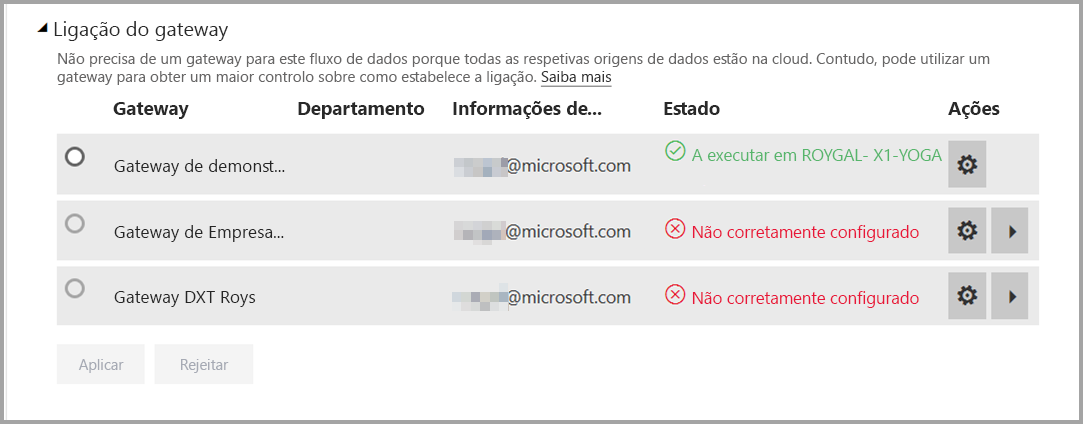 Ligação do gateway
Não precisa de um gateway para este fluxo de dados porque todas as respetivas origens de dados estão na cloud. Contudo, pode utilizar um
gateway para obter um maior controlo sobre como estabelece a ligação. Saiba mais
Gateway Departamento Informações de... Estado Ações
Gateway de demonst... @microsoft.com A executar em ROYGAL- X1-YOGA
Gateway de Empresa... @microsoft.com Não corretamente configurado
Gateway DXT Roys @microsoft.com Não corretamente configurado
Aplicar Rejeitar